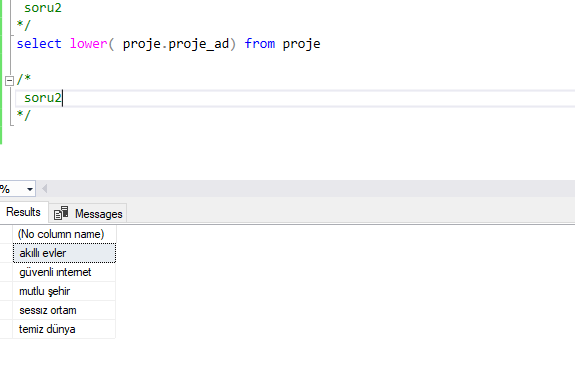 soru2
*/
select lower( proje.proje_ad) from proje
/*
soru2
*/
%
Results Messages
(No column name)
akıllı evler
güvenli ınternet
mutlu şehir
sessız ortam
temiz dünya